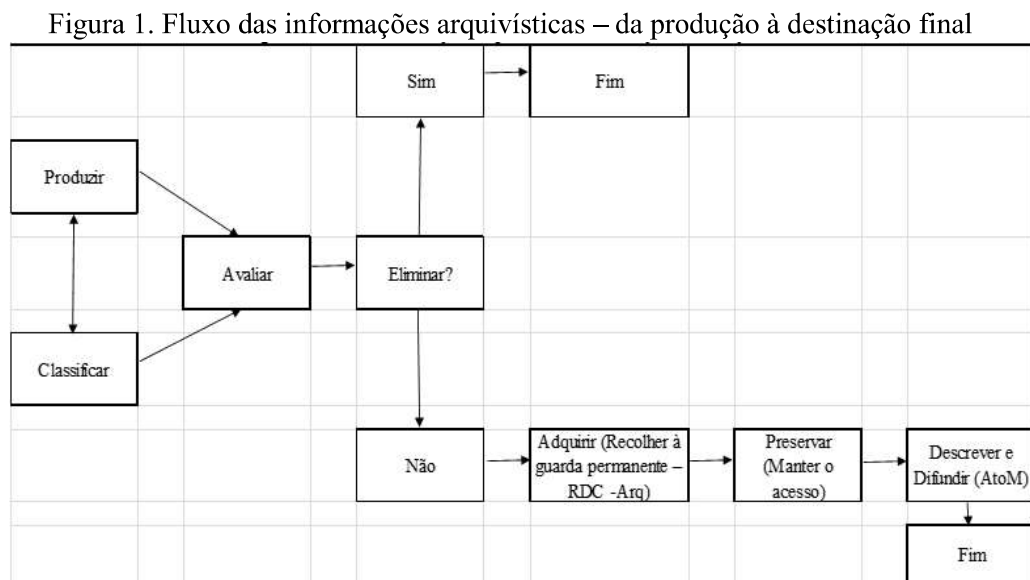 Figura 1. Fluxo das informações arquivísticas – da produção à destinação final
Sim
Fim
Produzir
Avaliar
Eliminar?
Classificar
Não
Adquirir (Recolher à
guarda permanente –
RDC -Arq)
Preservar
(Manter o
acesso)
Descrever e
Difundir (AtoM)
Fim